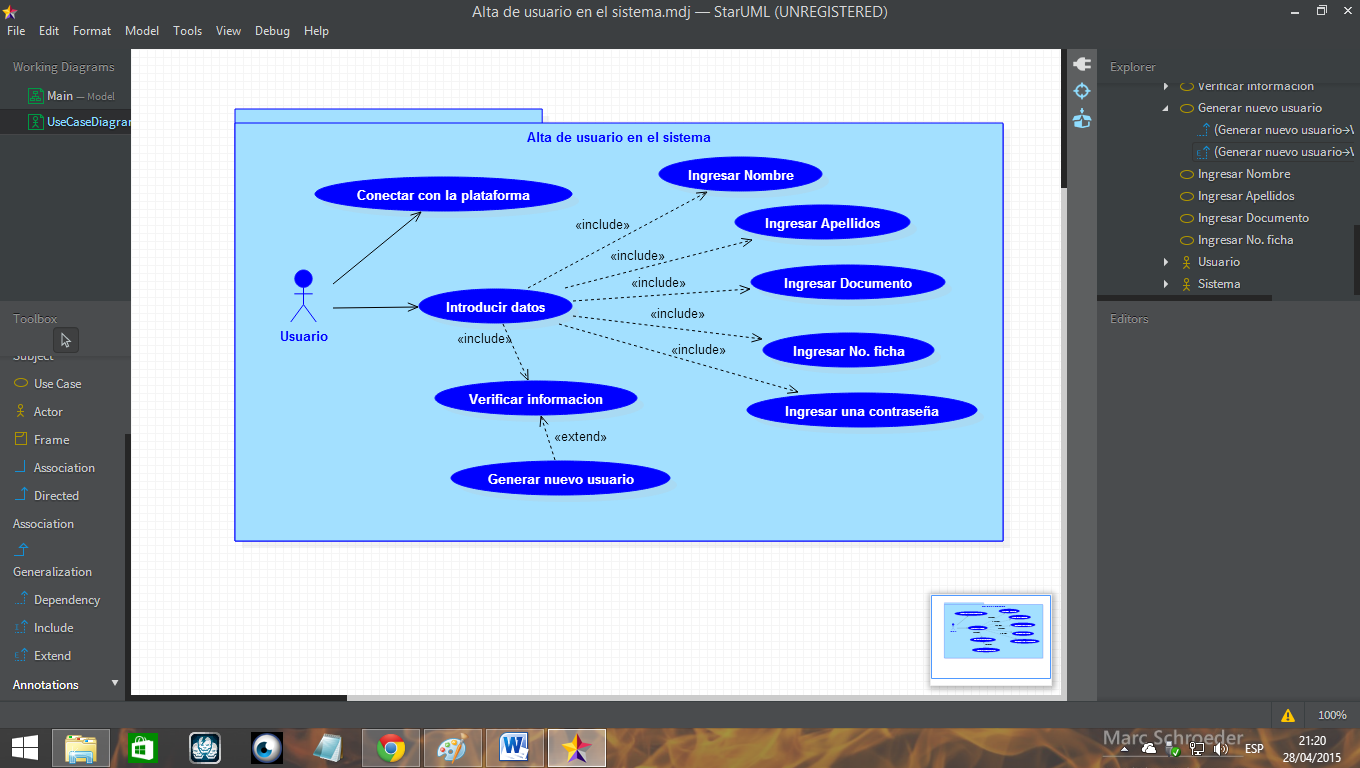 Alta de usuario en el sistema.mdj — StarUML (UNREGISTERED)
File Edit Format Model Tools View Debug Help
Working Diagrams
Main — Model
UseCaseDiagram
Toolbox
Subject
Use Case
Actor
Frame
Association
Directed
Association
Generalization
Dependency
Include
Extend
Annotations
Alta de usuario en el sistema
Conectar con la plataforma
Ingresar Nombre
«include»
Ingresar Apellidos
«include»
Ingresar Documento
«include»
Usuario
Introducir datos
«include»
Ingresar No. ficha
«include»
«include»
Verificar informacion
Ingresar una contraseña
«extend»
Generar nuevo usuario
Explorer
Verificar informacion
Generar nuevo usuario
(Generar nuevo usuario→\
(Generar nuevo usuario→\
Ingresar Nombre
Ingresar Apellidos
Ingresar Documento
Ingresar No. ficha
Usuario
Sistema
Editors
100%
Marc Schroeder
ESP
21:20
28/04/2015